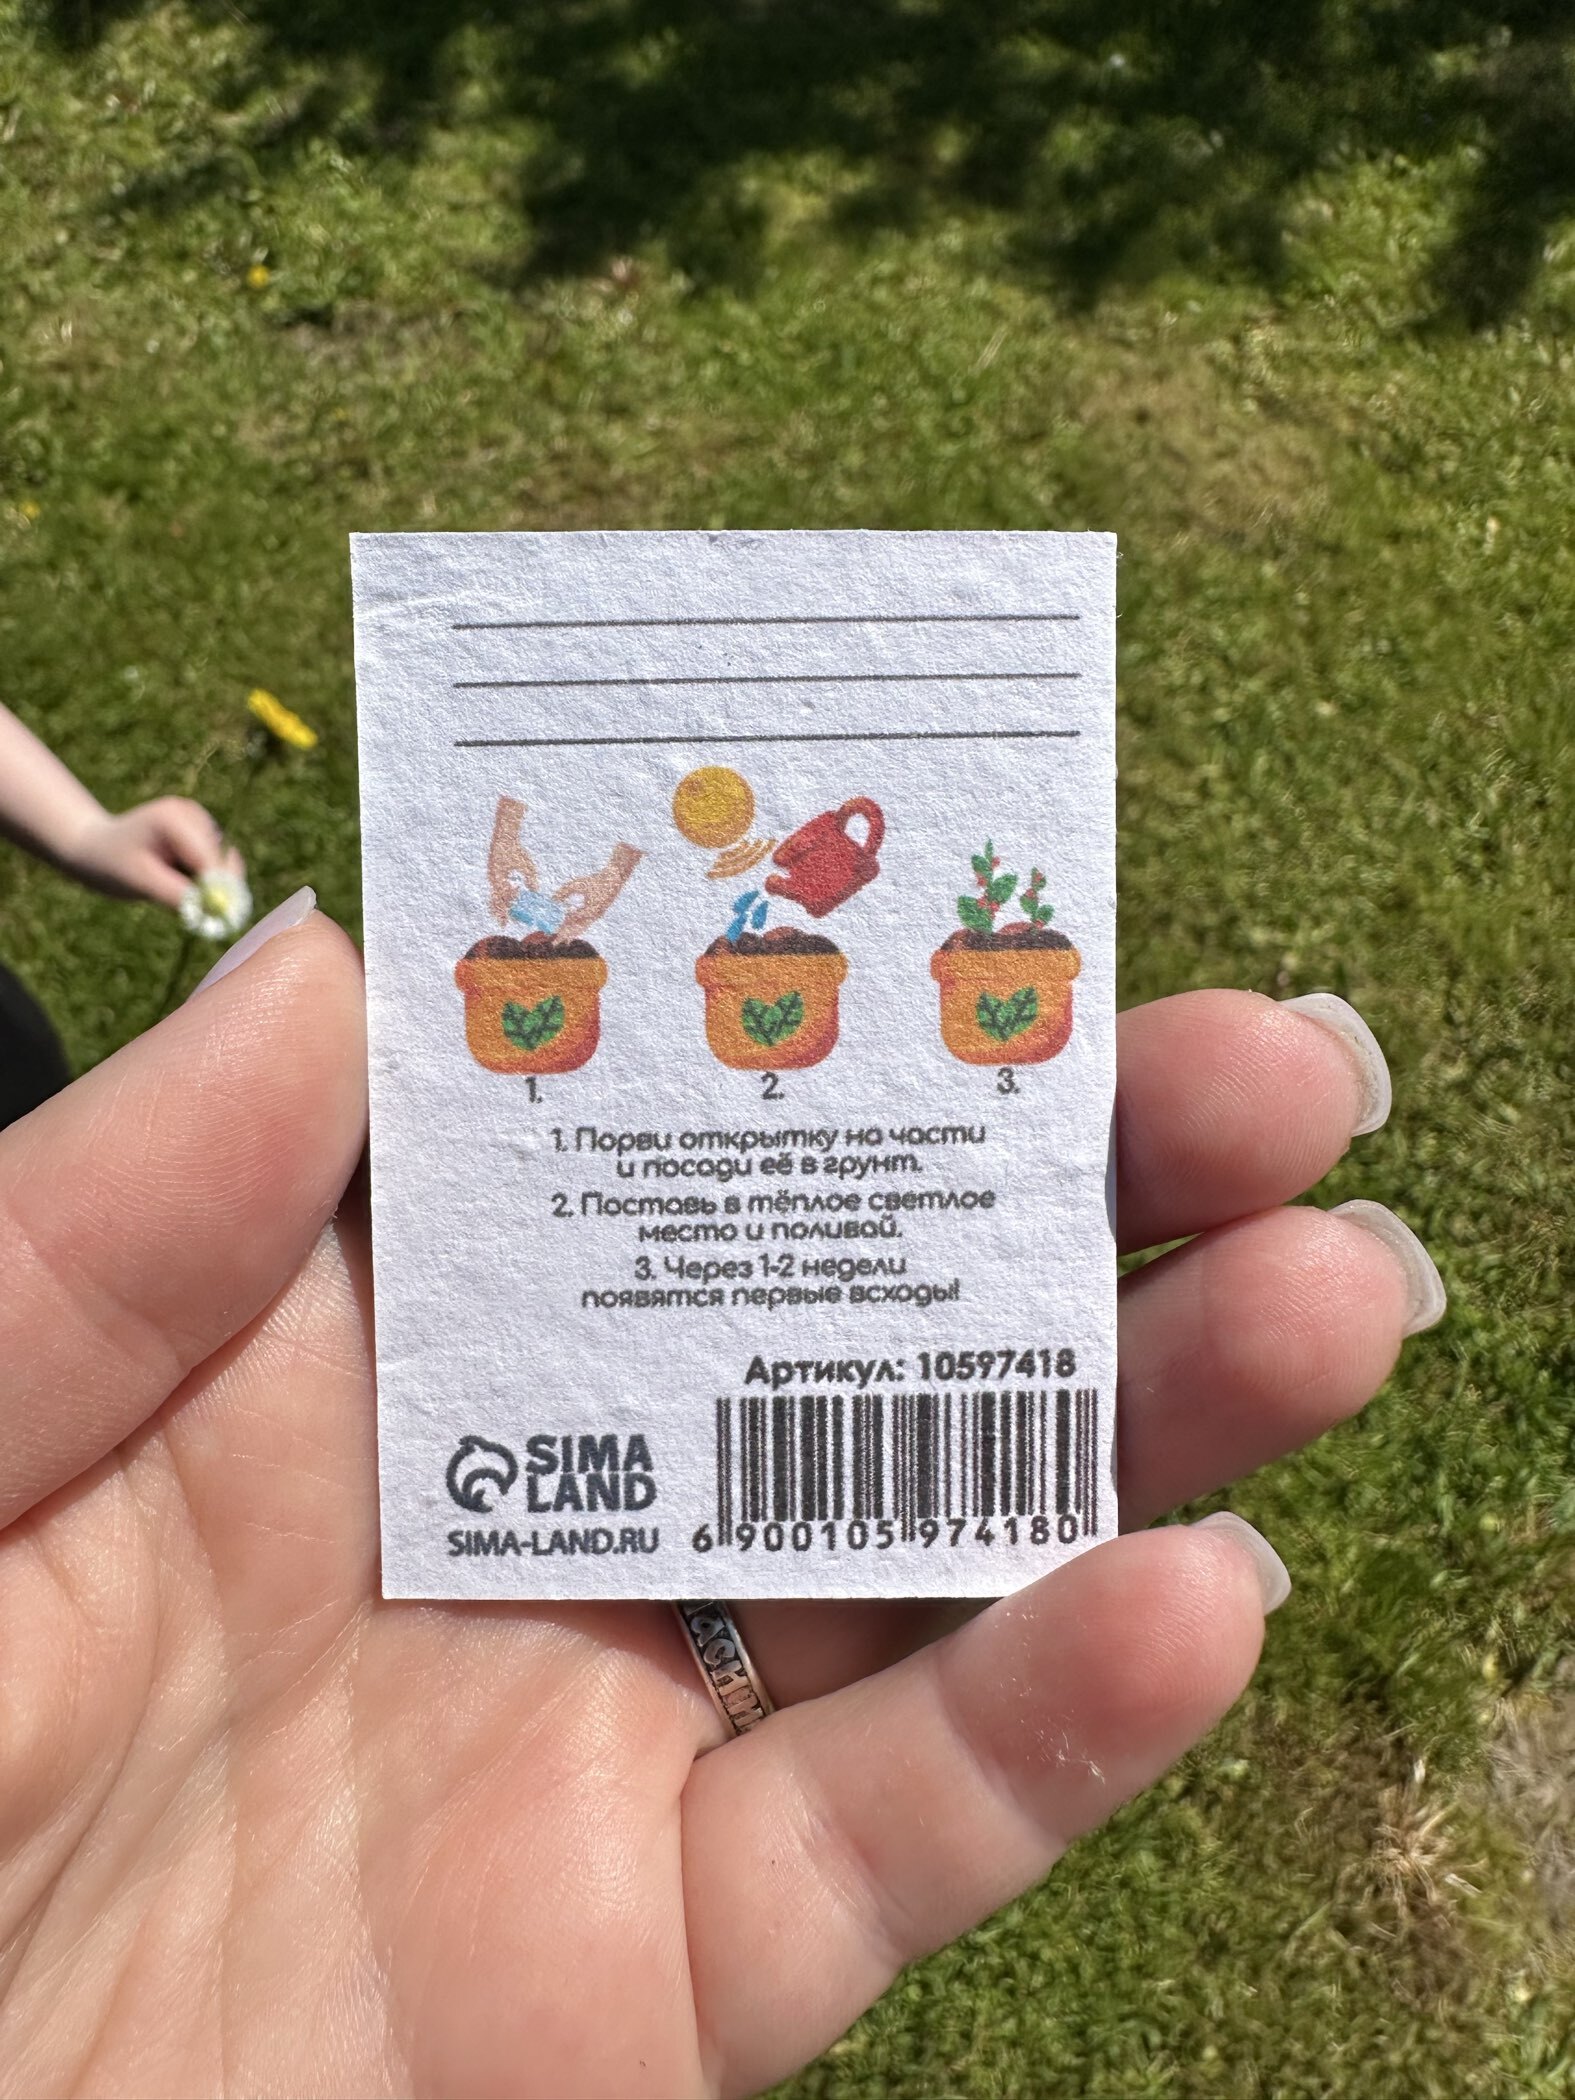 1.
2.
3.
1. Порви открытку на части
и посади её в грунт.
2. Поставь в тёплое светлое
место и поливай.
3. Через 1-2 недели
появятся первые всходы!
Артикул: 10597418
SIMA
LAND
SIMA-LAND.RU
6 900105 974180